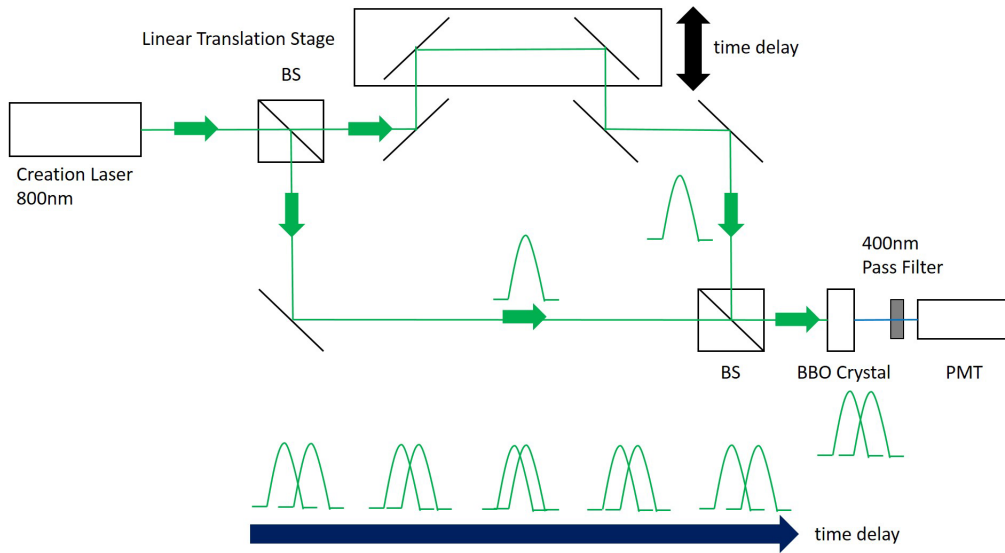 Linear Translation Stage
BS
time delay
Creation Laser
800nm
400nm
Pass Filter
BS
BBO Crystal
PMT
time delay